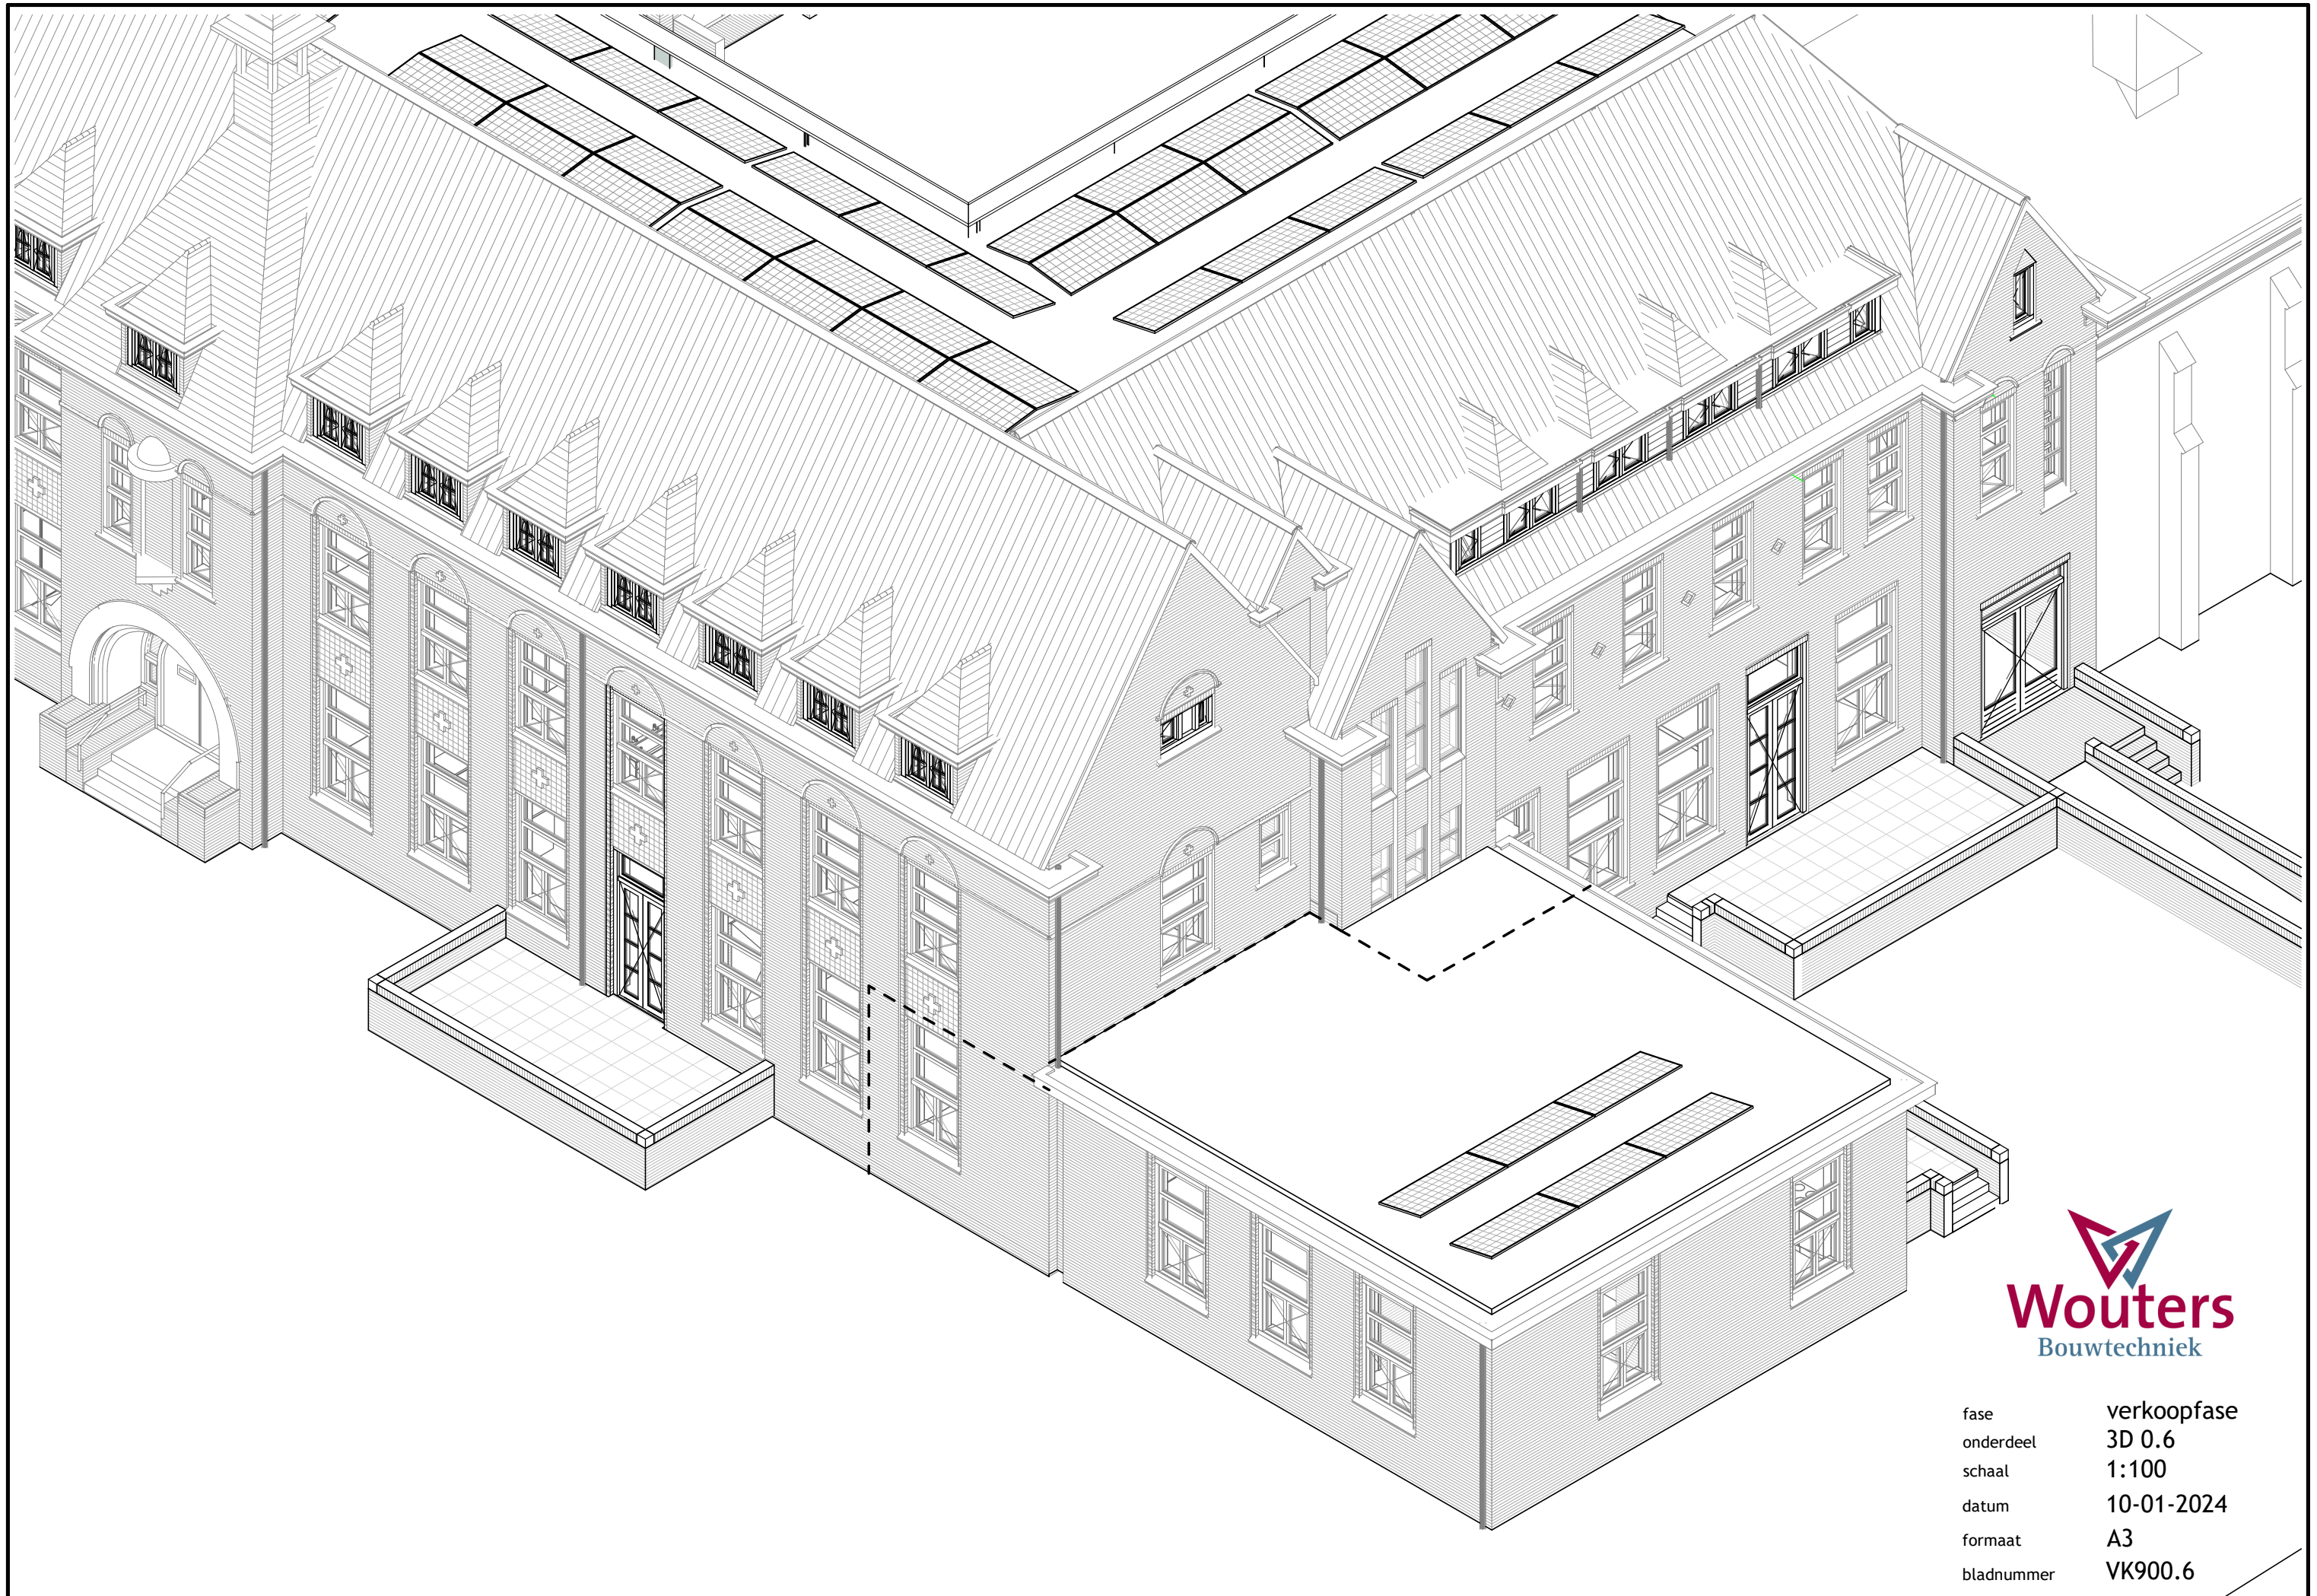 Wouters
Bouwtechniek
fase verkoopfase
onderdeel 3D 0.6
schaal 1:100
datum 10-01-2024
formaat A3
bladnummer VK900.6